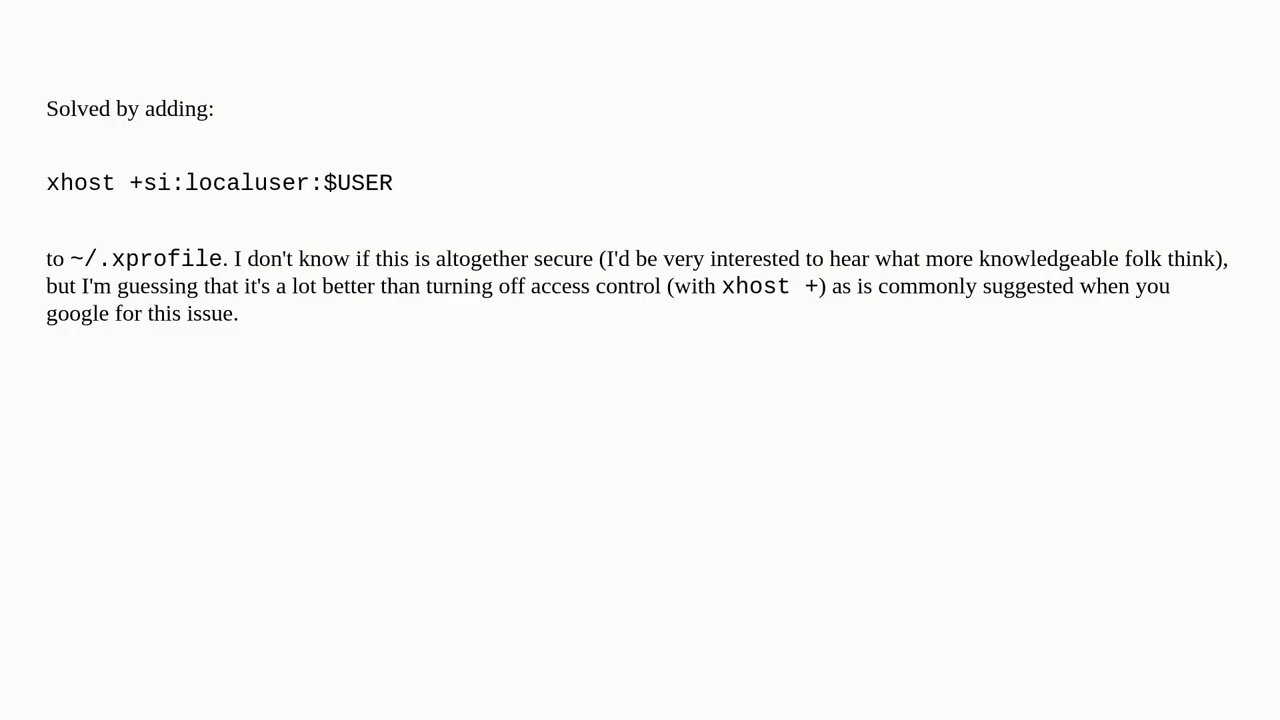 Solved by adding:
xhost +si:localuser:$USER
to ~/.xprofile. I don't know if this is altogether secure (I'd be very interested to hear what more knowledgeable folk think),
but I'm guessing that it's a lot better than turning off access control (with xhost +) as is commonly suggested when you
google for this issue.